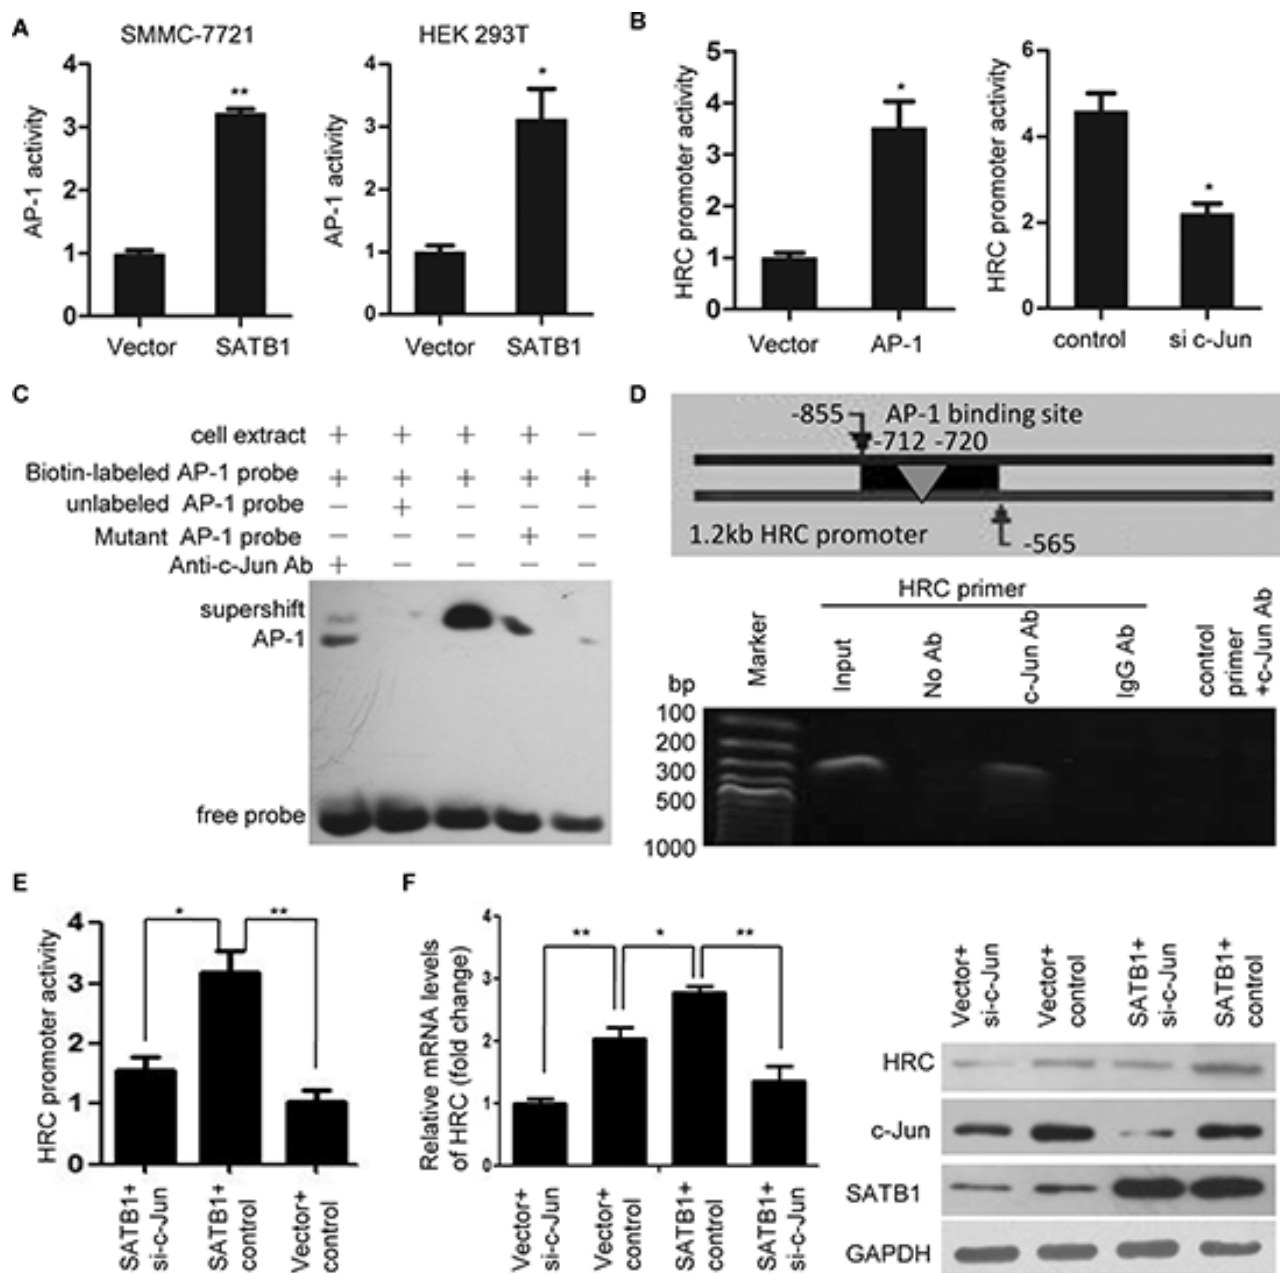 A
SMMC-7721
HEK 293T
AP-1 activity
4
3
2
1
0
**
Vector
SATB1
AP-1 activity
4
3
2
1
0
*
Vector
SATB1
B
HRC promoter activity
5
4
3
2
1
0
*
Vector
AP-1
HRC promoter activity
6
4
2
0
*
control
si c-Jun
C
cell extract + + + + −
Biotin-labeled AP-1 probe + + + + +
unlabeled AP-1 probe − + − − −
Mutant AP-1 probe − − − + −
Anti-c-Jun Ab + − − − −
supershift
AP-1
free probe
D
-855
AP-1 binding site
-712 -720
1.2kb HRC promoter
-565
HRC primer
bp
Marker
Input
No Ab
c-Jun Ab
IgG Ab
control
primer
+c-Jun Ab
100
200
300
500
1000
E
HRC promoter activity
4
3
2
1
0
*
**
SATB1+
si-c-Jun
SATB1+
control
Vector+
control
F
Relative mRNA levels
of HRC (fold change)
4
3
2
1
0
**
*
**
Vector+
si-c-Jun
Vector+
control
SATB1+
control
SATB1+
si-c-Jun
Vector+
si-c-Jun
Vector+
control
SATB1+
si-c-Jun
SATB1+
control
HRC
c-Jun
SATB1
GAPDH